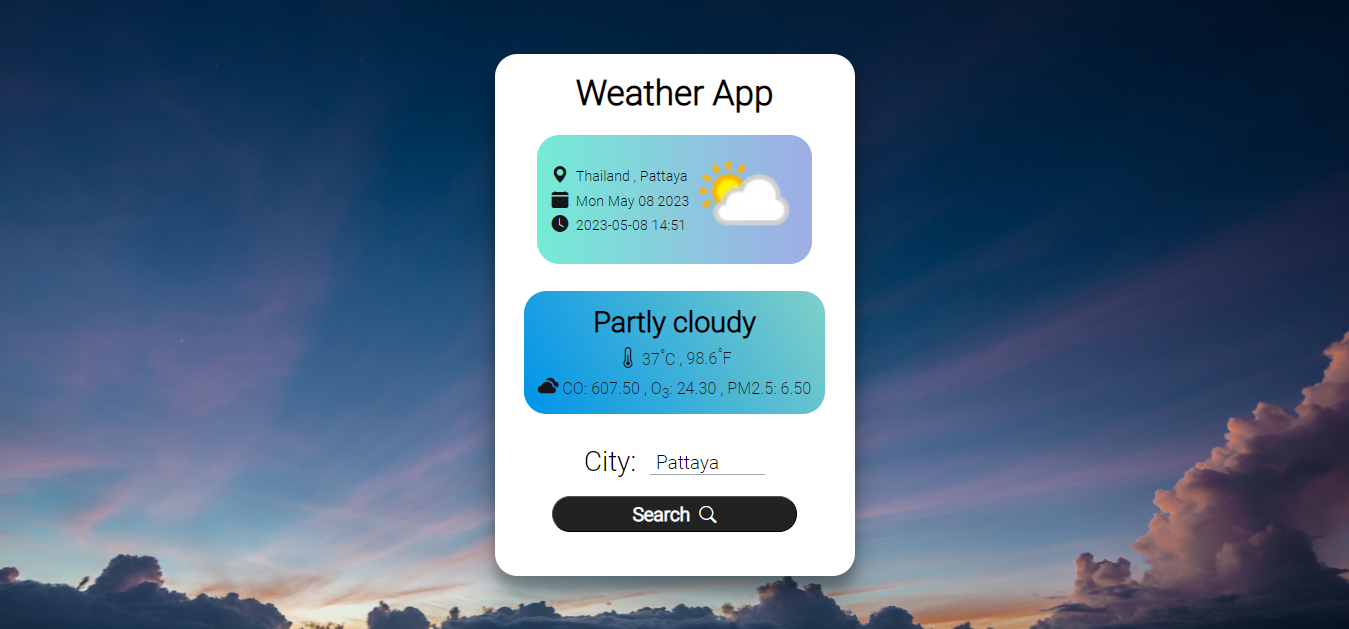 Weather App
Thailand , Pattaya
Mon May 08 2023
2023-05-08 14:51
Partly cloudy
37°C , 98.6°F
CO: 607.50 , O₃: 24.30 , PM2.5: 6.50
City: Pattaya
Search